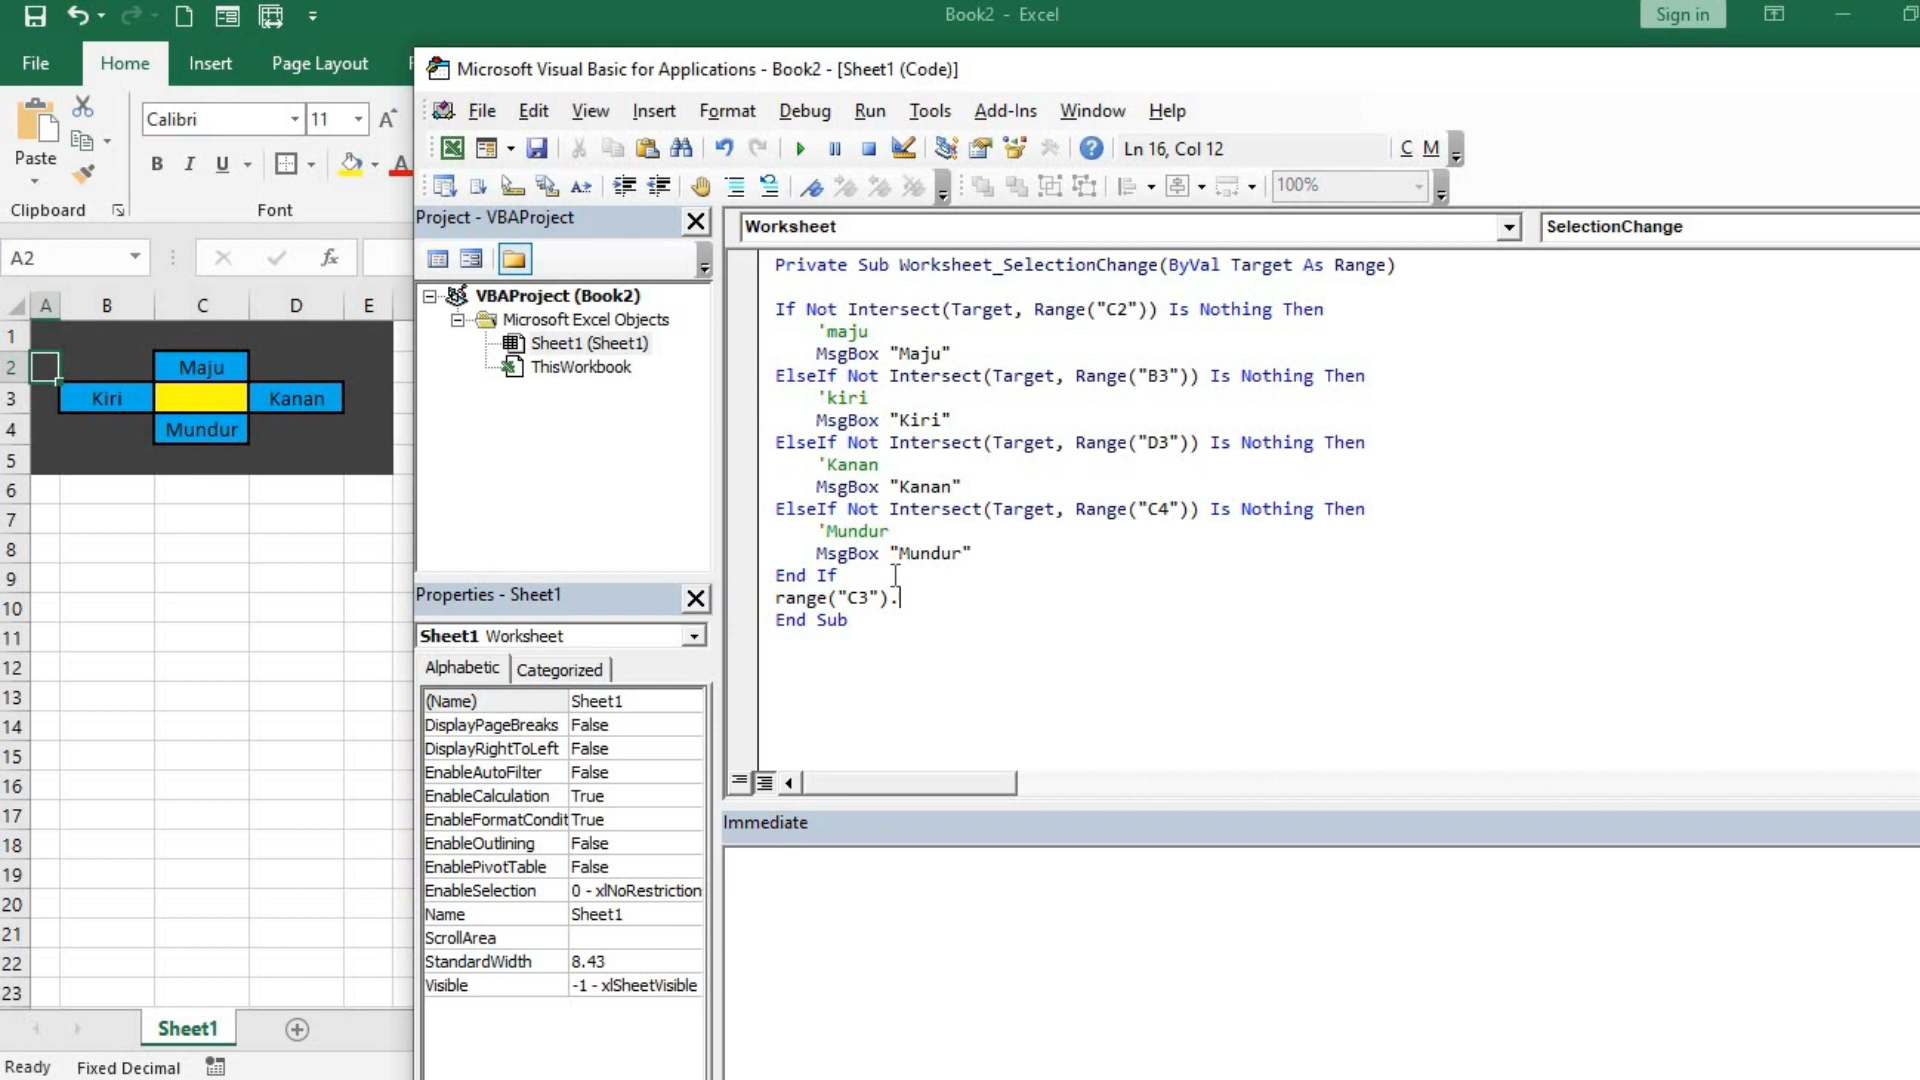 Book2 - Excel
Sign in
File Home Insert Page Layout
Calibri 11
Paste
B I U A
Clipboard Font
A2 fx
A B C D E
1
2 Maju
3 Kiri Kanan
4 Mundur
5
6
7
8
9
10
11
12
13
14
15
16
17
18
19
20
21
22
23
Sheet1
Ready Fixed Decimal
Microsoft Visual Basic for Applications - Book2 - [Sheet1 (Code)]
File Edit View Insert Format Debug Run Tools Add-Ins Window Help
Ln 16, Col 12 C M
100%
Project - VBAProject
VBAProject (Book2)
Microsoft Excel Objects
Sheet1 (Sheet1)
ThisWorkbook
Properties - Sheet1
Sheet1 Worksheet
Alphabetic Categorized
(Name) Sheet1
DisplayPageBreaks False
DisplayRightToLeft False
EnableAutoFilter False
EnableCalculation True
EnableFormatCondit True
EnableOutlining False
EnablePivotTable False
EnableSelection 0 - xlNoRestriction
Name Sheet1
ScrollArea
StandardWidth 8.43
Visible -1 - xlSheetVisible
Worksheet SelectionChange
Private Sub Worksheet_SelectionChange(ByVal Target As Range)
If Not Intersect(Target, Range("C2")) Is Nothing Then
'maju
MsgBox "Maju"
ElseIf Not Intersect(Target, Range("B3")) Is Nothing Then
'kiri
MsgBox "Kiri"
ElseIf Not Intersect(Target, Range("D3")) Is Nothing Then
'Kanan
MsgBox "Kanan"
ElseIf Not Intersect(Target, Range("C4")) Is Nothing Then
'Mundur
MsgBox "Mundur"
End If
range("C3").
End Sub
Immediate